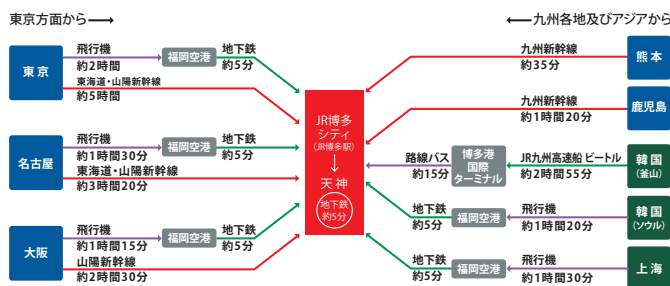 東京方面から
九州各地及びアジアから
東京
飛行機
約2時間
福岡空港
地下鉄
約5分
東海道・山陽新幹線
約5時間
名古屋
飛行機
約1時間30分
福岡空港
地下鉄
約5分
東海道・山陽新幹線
約3時間20分
大阪
飛行機
約1時間15分
福岡空港
地下鉄
約5分
山陽新幹線
約2時間30分
JR博多
シティ
(JR博多駅)
天神
地下鉄
約5分
九州新幹線
約35分
熊本
九州新幹線
約1時間20分
鹿児島
路線バス
約15分
博多港
国際
ターミナル
JR九州高速船 ビートル
約2時間55分
韓国
(釜山)
地下鉄
約5分
福岡空港
飛行機
約1時間20分
韓国
(ソウル)
地下鉄
約5分
福岡空港
飛行機
約1時間30分
上海